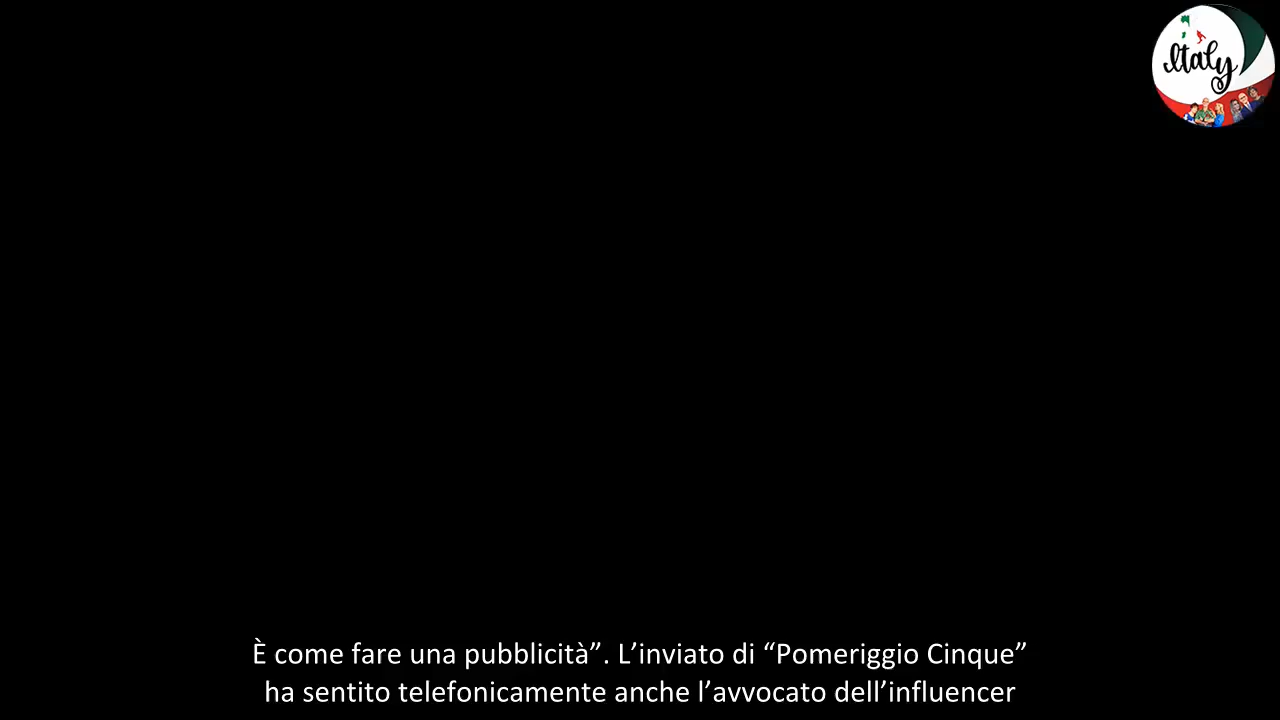 Italy
È come fare una pubblicità”. L’inviato di “Pomeriggio Cinque”
ha sentito telefonicamente anche l’avvocato dell’influencer